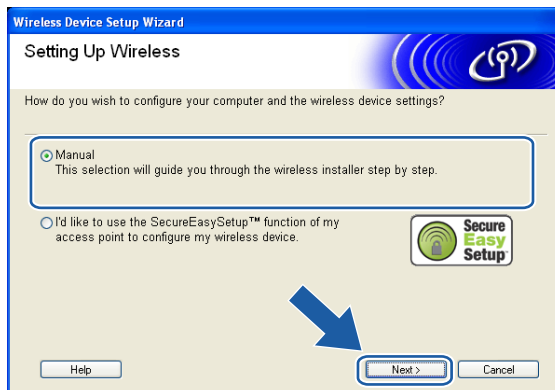 Wireless Device Setup Wizard
Setting Up Wireless
How do you wish to configure your computer and the wireless device settings?
Manual
This selection will guide you through the wireless installer step by step.
I'd like to use the SecureEasySetup™ function of my
access point to configure my wireless device.
Secure
Easy
Setup
Help
Next >
Cancel